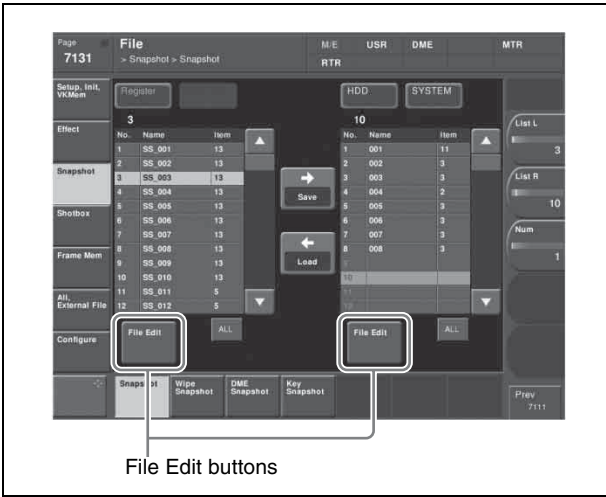 Page
7131
File
> Snapshot > Snapshot
M/E USR DME MTR
RTR
Setup, Init,
VKMem
Effect
Snapshot
Shotbox
Frame Mem
All,
External File
Configure
Register
3
No. Name Item
1 SS_001 13
2 SS_002 13
3 SS_003 13
4 SS_004 13
5 SS_005 13
6 SS_006 13
7 SS_007 13
8 SS_008 13
9 SS_009 13
10 SS_010 13
11 SS_011 5
12 SS_012 5
File Edit
ALL
Save
Load
HDD SYSTEM
10
No. Name Item
1 001 11
2 002 3
3 003 3
4 004 2
5 005 3
6 006 3
7 007 3
8 008 3
9
10
11
12
File Edit
ALL
List L
3
List R
10
Num
1
Snapshot
Wipe
Snapshot
DME
Snapshot
Key
Snapshot
Prev
7111
File Edit buttons